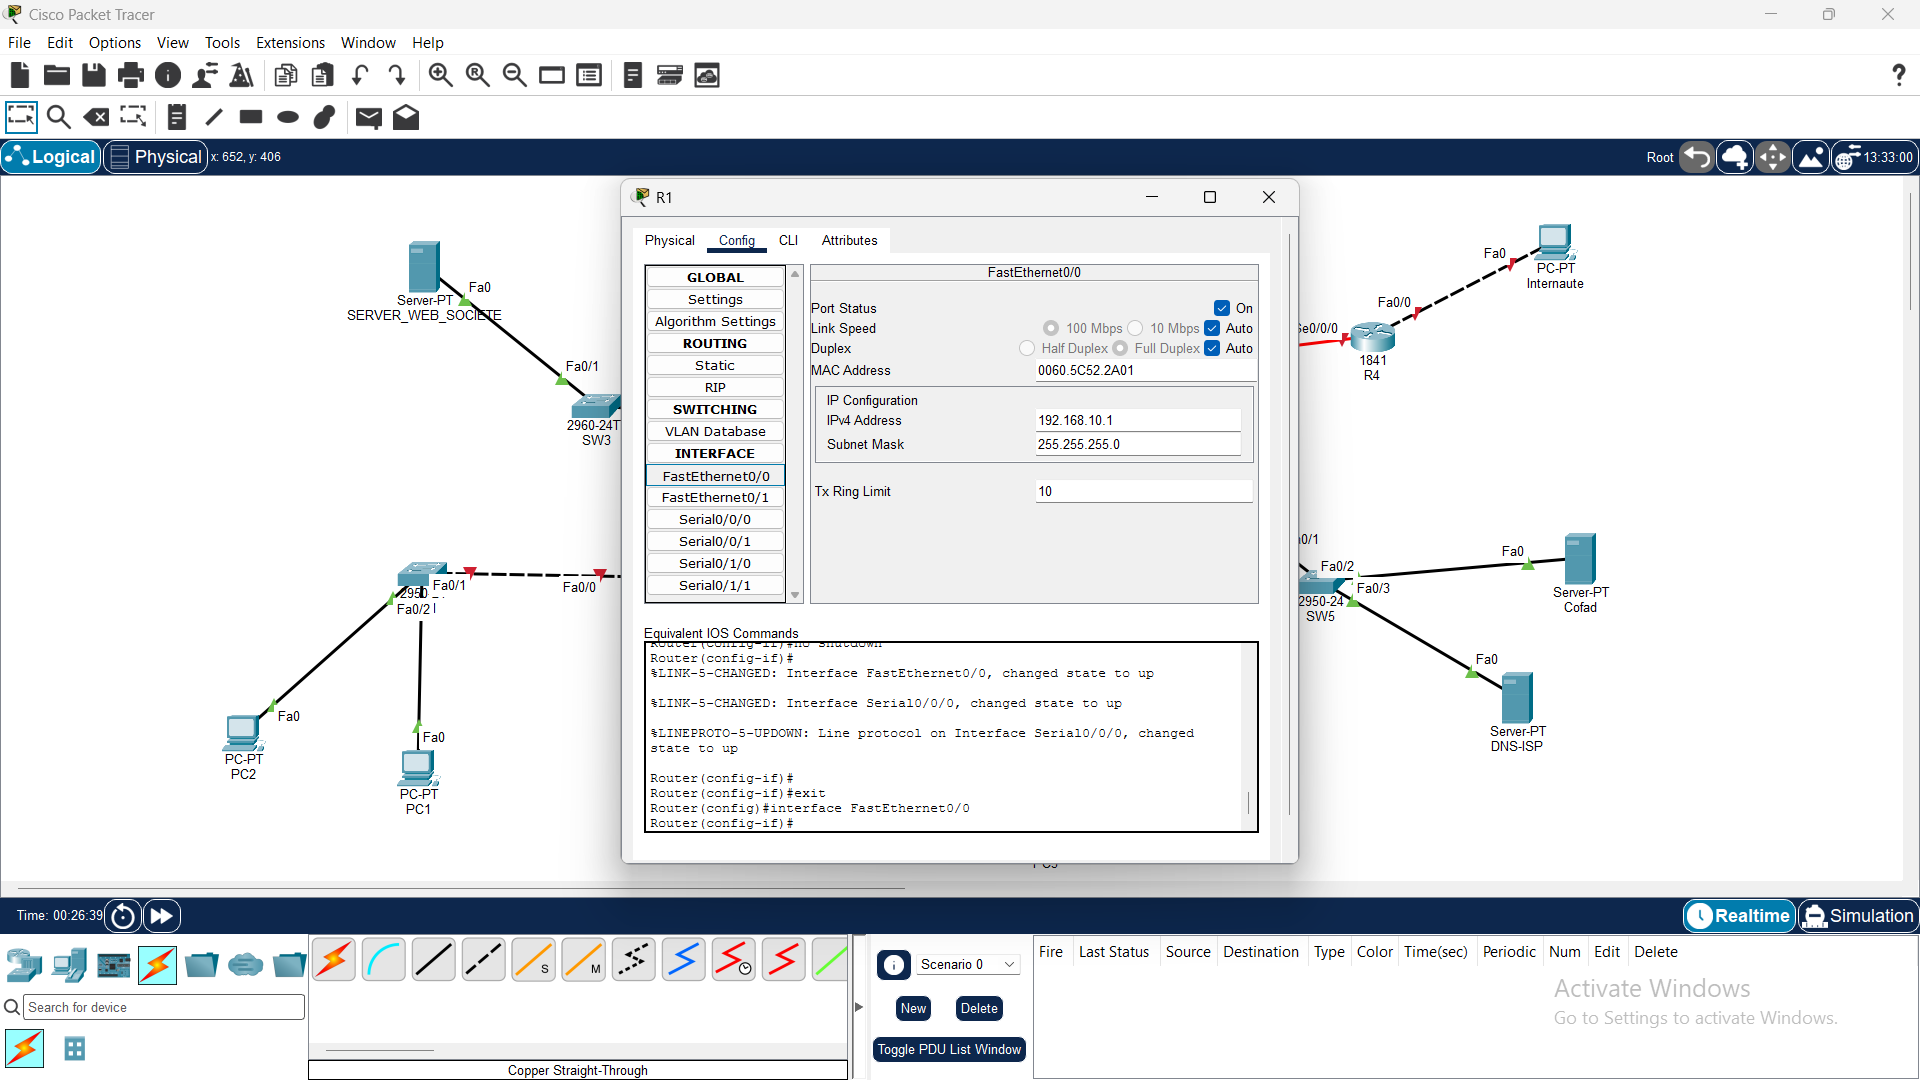 Cisco Packet Tracer
File Edit Options View Tools Extensions Window Help
Logical Physical x: 652, y: 406 Root 13:33:00
R1
Physical Config CLI Attributes
GLOBAL
Settings
Algorithm Settings
ROUTING
Static
RIP
SWITCHING
VLAN Database
INTERFACE
FastEthernet0/0
FastEthernet0/1
Serial0/0/0
Serial0/0/1
Serial0/1/0
Serial0/1/1
FastEthernet0/0
Port Status On
Link Speed 100 Mbps 10 Mbps Auto
Duplex Half Duplex Full Duplex Auto
MAC Address 0060.5C52.2A01
IP Configuration
IPv4 Address 192.168.10.1
Subnet Mask 255.255.255.0
Tx Ring Limit 10
Equivalent IOS Commands
Router(config-if)#no shutdown
Router(config-if)#
%LINK-5-CHANGED: Interface FastEthernet0/0, changed state to up
%LINK-5-CHANGED: Interface Serial0/0/0, changed state to up
%LINEPROTO-5-UPDOWN: Line protocol on Interface Serial0/0/0, changed
state to up
Router(config-if)#
Router(config-if)#exit
Router(config)#interface FastEthernet0/0
Router(config-if)#
Fa0
Server-PT
SERVER_WEB_SOCIETE
Fa0/1
2960-24T
SW3
Fa0/1
Fa0/0
2950-
Fa0/2
Fa0
PC-PT
PC2
Fa0
PC-PT
PC1
Fa0
PC-PT
Internaute
Fa0/0
Se0/0/0
1841
R4
Fa0/2
Fa0/3
2950-24
SW5
Fa0
Server-PT
Cofad
Fa0
Server-PT
DNS-ISP
Time: 00:26:39 Realtime Simulation
S M
Search for device
Copper Straight-Through
Scenario 0
New Delete
Toggle PDU List Window
Fire Last Status Source Destination Type Color Time(sec) Periodic Num Edit Delete
Activate Windows
Go to Settings to activate Windows.